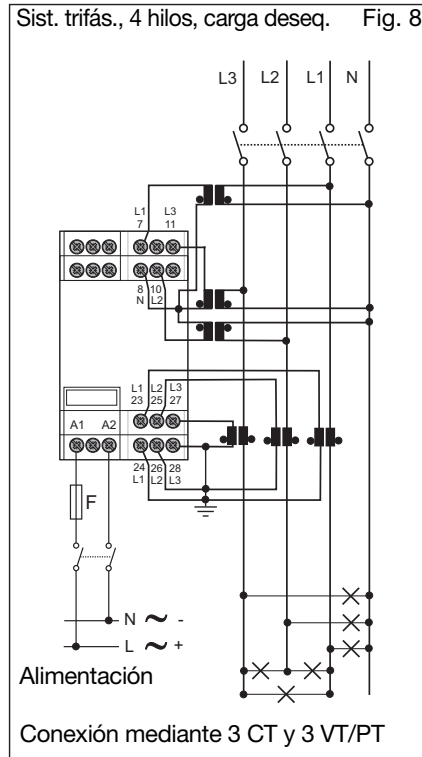 Sist. trifás., 4 hilos, carga deseq. Fig. 8
L3 L2 L1 N
L1 L3
7 11
8 10
N L2
L1 L2 L3
23 25 27
A1 A2
24 26 28
L1 L2 L3
F
N ~ -
L ~ +
Alimentación
Conexión mediante 3 CT y 3 VT/PT